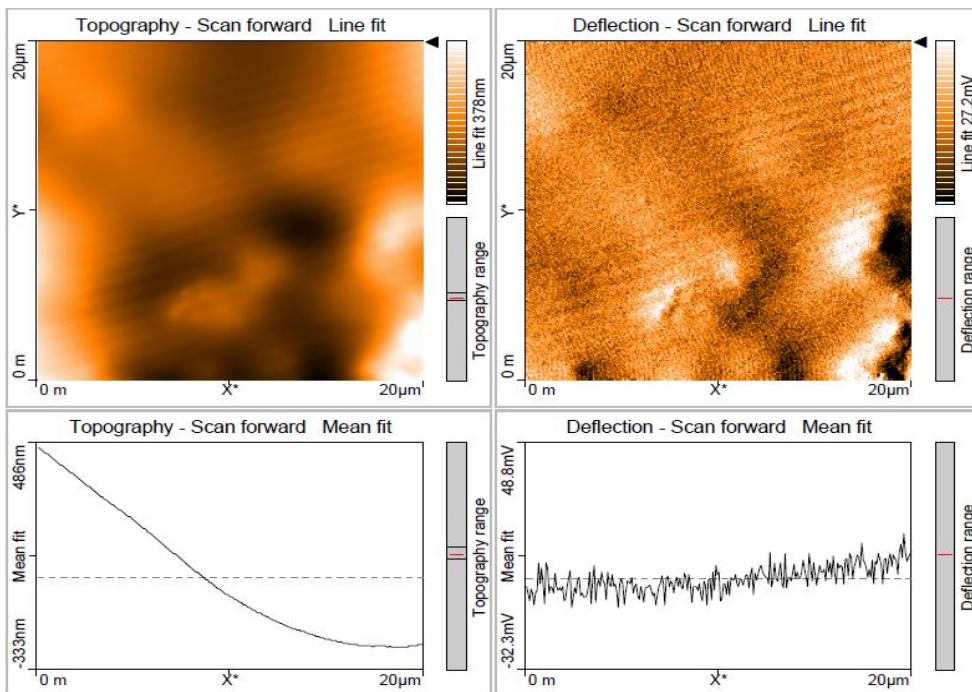 Topography - Scan forward Line fit
20µm
Y*
0 m
0 m
X*
20µm
Line fit 378nm
Topography range
Deflection - Scan forward Line fit
20µm
Y*
0 m
0 m
X*
20µm
Line fit 27.2mV
Deflection range
Topography - Scan forward Mean fit
486nm
Mean fit
-333nm
0 m
X*
20µm
Topography range
Deflection - Scan forward Mean fit
48.8mV
Mean fit
-32.3mV
0 m
X*
20µm
Deflection range